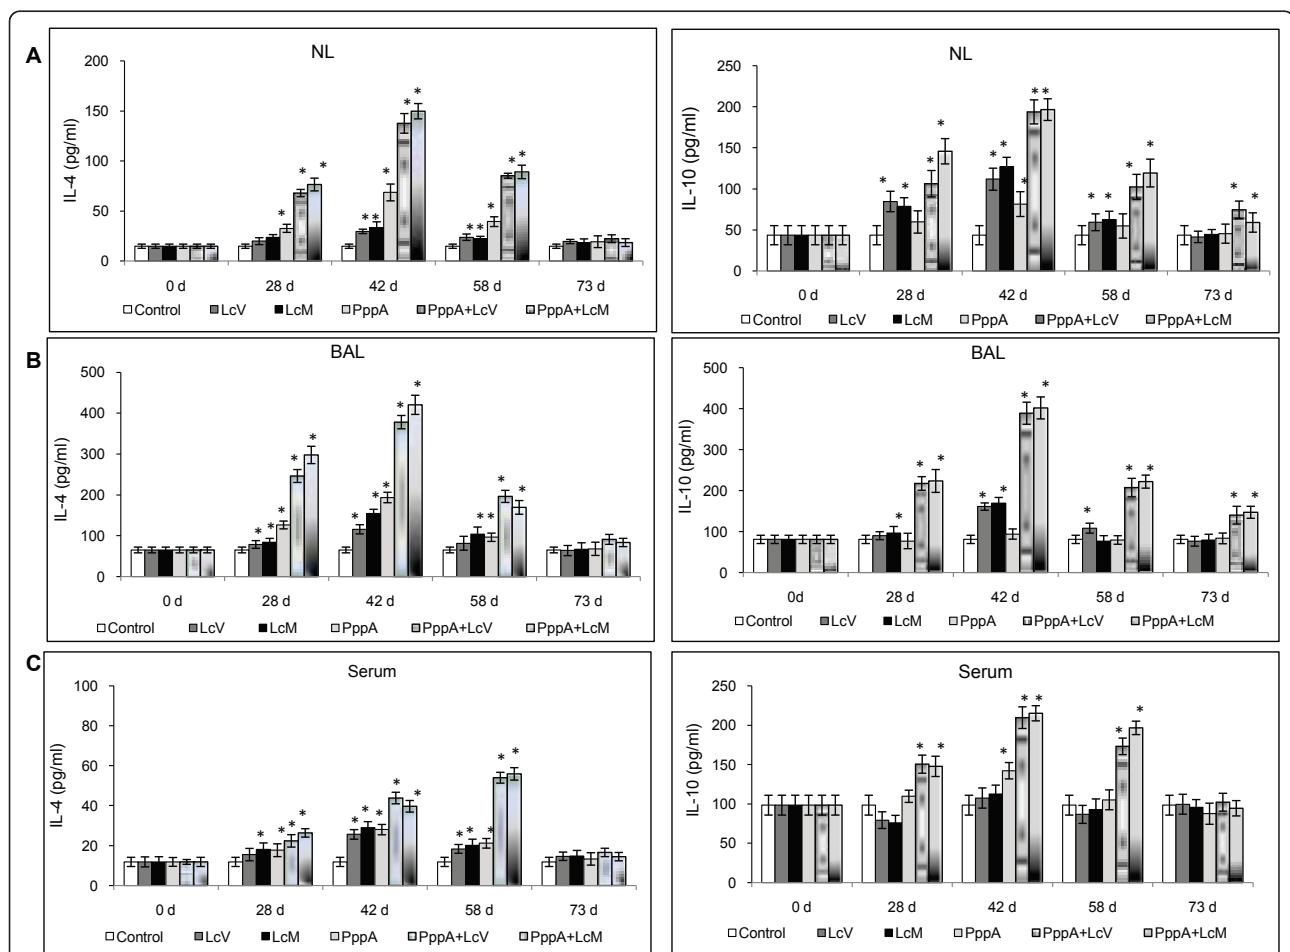 A
NL
IL-4 (pg/ml)
200
150
100
50
0
* * * * * * * * * * * *
0 d 28 d 42 d 58 d 73 d
Control LcV LcM PppA PppA+LcV PppA+LcM
NL
IL-10 (pg/ml)
250
200
150
100
50
0
* * * * * * * * * * * * * * *
0 d 28 d 42 d 58 d 73 d
Control LcV LcM PppA PppA+LcV PppA+LcM
B
BAL
IL-4 (pg/ml)
500
400
300
200
100
0
* * * * * * * * * * * * * *
0 d 28 d 42 d 58 d 73 d
Control LcV LcM PppA PppA+LcV PppA+LcM
BAL
IL-10 (pg/ml)
500
400
300
200
100
0
* * * * * * * * * * * *
0d 28 d 42 d 58 d 73 d
Control LcV LcM PppA PppA+LcV PppA+LcM
C
Serum
IL-4 (pg/ml)
100
80
60
40
20
0
* * * * * * * * * * * * * *
0 d 28 d 42 d 58 d 73 d
Control LcV LcM PppA PppA+LcV PppA+LcM
Serum
IL-10 (pg/ml)
250
200
150
100
50
0
* * * * * * *
0 d 28 d 42 d 58 d 73 d
Control LcV LcM PppA PppA+LcV PppA+LcM